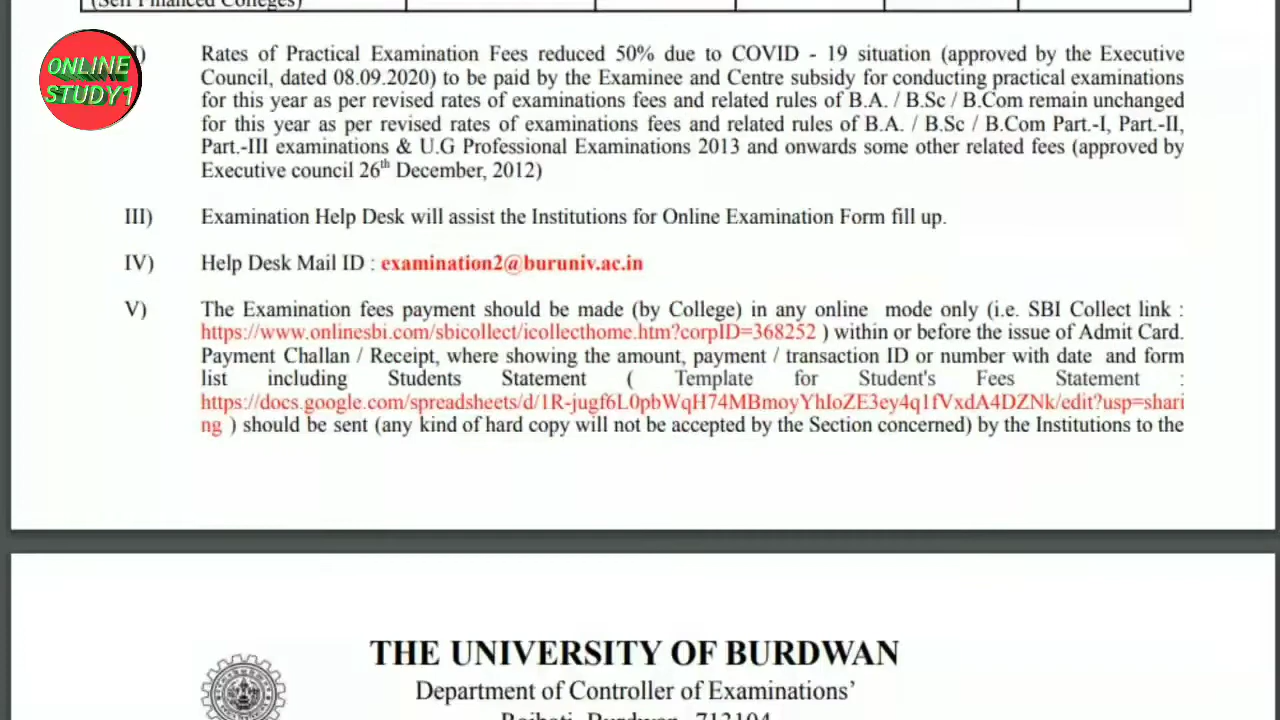 (Self Financed Colleges)
ONLINE
STUDY1
I)
Rates of Practical Examination Fees reduced 50% due to COVID - 19 situation (approved by the Executive
Council, dated 08.09.2020) to be paid by the Examinee and Centre subsidy for conducting practical examinations
for this year as per revised rates of examinations fees and related rules of B.A. / B.Sc / B.Com remain unchanged
for this year as per revised rates of examinations fees and related rules of B.A. / B.Sc / B.Com Part.-I, Part.-II,
Part.-III examinations & U.G Professional Examinations 2013 and onwards some other related fees (approved by
Executive council 26th December, 2012)
III) Examination Help Desk will assist the Institutions for Online Examination Form fill up.
IV) Help Desk Mail ID : examination2@buruniv.ac.in
V) The Examination fees payment should be made (by College) in any online mode only (i.e. SBI Collect link :
https://www.onlinesbi.com/sbicollect/icollecthome.htm?corpID=368252 ) within or before the issue of Admit Card.
Payment Challan / Receipt, where showing the amount, payment / transaction ID or number with date and form
list including Students Statement ( Template for Student's Fees Statement :
https://docs.google.com/spreadsheets/d/1R-jugf6L0pbWqH74MBmoyYhIoZE3ey4q1fVxdA4DZNk/edit?usp=shari
ng ) should be sent (any kind of hard copy will not be accepted by the Section concerned) by the Institutions to the
THE UNIVERSITY OF BURDWAN
Department of Controller of Examinations'
Rajbati, Burdwan -713104